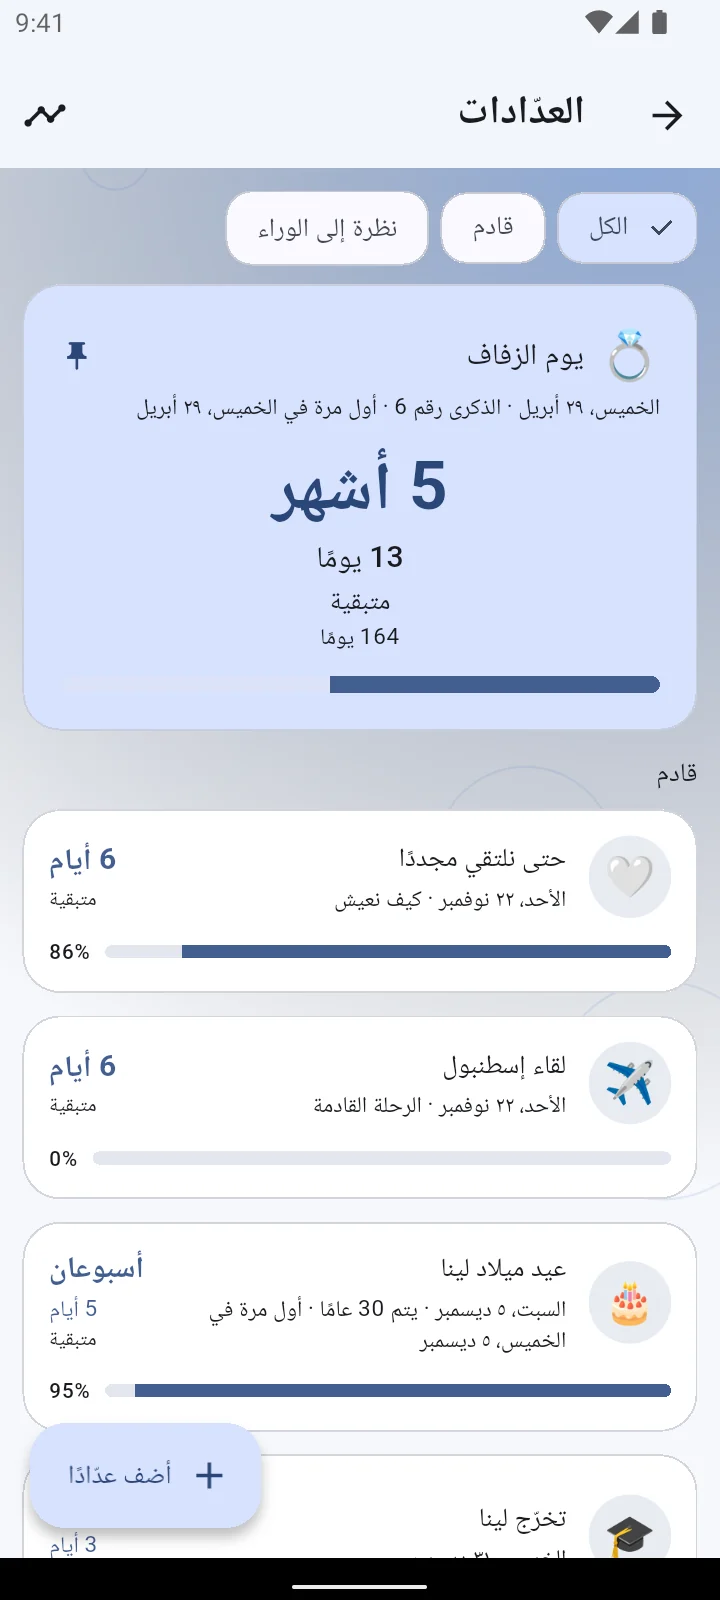 9:41
العدّادات
الكل
قادم
نظرة إلى الوراء
يوم الزفاف
الخميس، ٢٩ أبريل · الذكرى رقم 6 · أول مرة في الخميس، ٢٩ أبريل
5 أشهر
13 يومًا
متبقية
164 يومًا
قادم
حتى نلتقي مجددًا
6 أيام
الأحد، ٢٢ نوفمبر · كيف نعيش
متبقية
86%
لقاء إسطنبول
6 أيام
الأحد، ٢٢ نوفمبر · الرحلة القادمة
متبقية
0%
عيد ميلاد لينا
أسبوعان
السبت، ٥ ديسمبر · يتم 30 عامًا · أول مرة في
الخميس، ٥ ديسمبر
5 أيام
متبقية
95%
أضف عدّادًا
تخرّج لينا
3 أيام